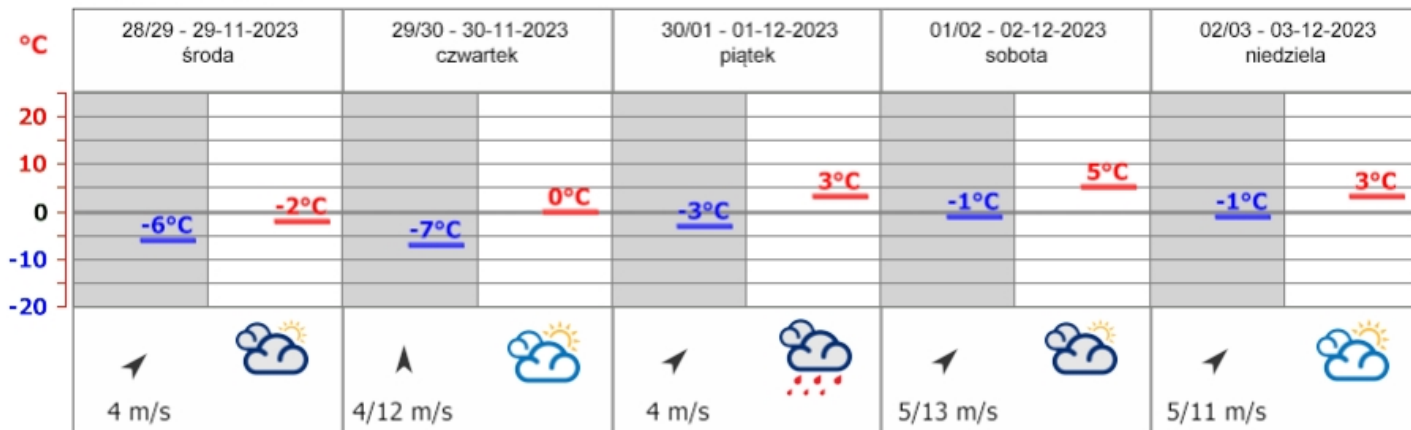 °C
28/29 - 29-11-2023
środa
29/30 - 30-11-2023
czwartek
30/01 - 01-12-2023
piątek
01/02 - 02-12-2023
sobota
02/03 - 03-12-2023
niedziela
20
10
0
-10
-20
-6°C
-2°C
-7°C
0°C
-3°C
3°C
-1°C
5°C
-1°C
3°C
4 m/s
4/12 m/s
4 m/s
5/13 m/s
5/11 m/s